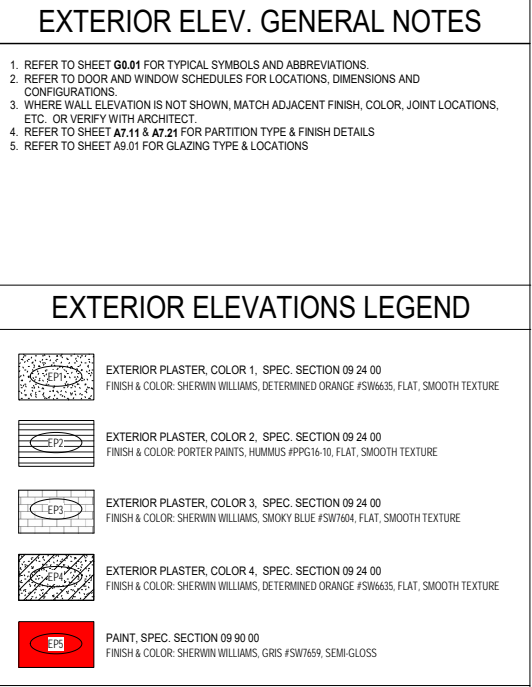 EXTERIOR ELEV. GENERAL NOTES
1. REFER TO SHEET G0.01 FOR TYPICAL SYMBOLS AND ABBREVIATIONS.
2. REFER TO DOOR AND WINDOW SCHEDULES FOR LOCATIONS, DIMENSIONS AND
CONFIGURATIONS.
3. WHERE WALL ELEVATION IS NOT SHOWN, MATCH ADJACENT FINISH, COLOR, JOINT LOCATIONS,
ETC. OR VERIFY WITH ARCHITECT.
4. REFER TO SHEET A7.11 & A7.21 FOR PARTITION TYPE & FINISH DETAILS
5. REFER TO SHEET A9.01 FOR GLAZING TYPE & LOCATIONS
EXTERIOR ELEVATIONS LEGEND
EP1
EXTERIOR PLASTER, COLOR 1, SPEC. SECTION 09 24 00
FINISH & COLOR: SHERWIN WILLIAMS, DETERMINED ORANGE #SW6635, FLAT, SMOOTH TEXTURE
EP2
EXTERIOR PLASTER, COLOR 2, SPEC. SECTION 09 24 00
FINISH & COLOR: PORTER PAINTS, HUMMUS #PPG16-10, FLAT, SMOOTH TEXTURE
EP3
EXTERIOR PLASTER, COLOR 3, SPEC. SECTION 09 24 00
FINISH & COLOR: SHERWIN WILLIAMS, SMOKY BLUE #SW7604, FLAT, SMOOTH TEXTURE
EP4
EXTERIOR PLASTER, COLOR 4, SPEC. SECTION 09 24 00
FINISH & COLOR: SHERWIN WILLIAMS, DETERMINED ORANGE #SW6635, FLAT, SMOOTH TEXTURE
EP5
PAINT, SPEC. SECTION 09 90 00
FINISH & COLOR: SHERWIN WILLIAMS, GRIS #SW7659, SEMI-GLOSS